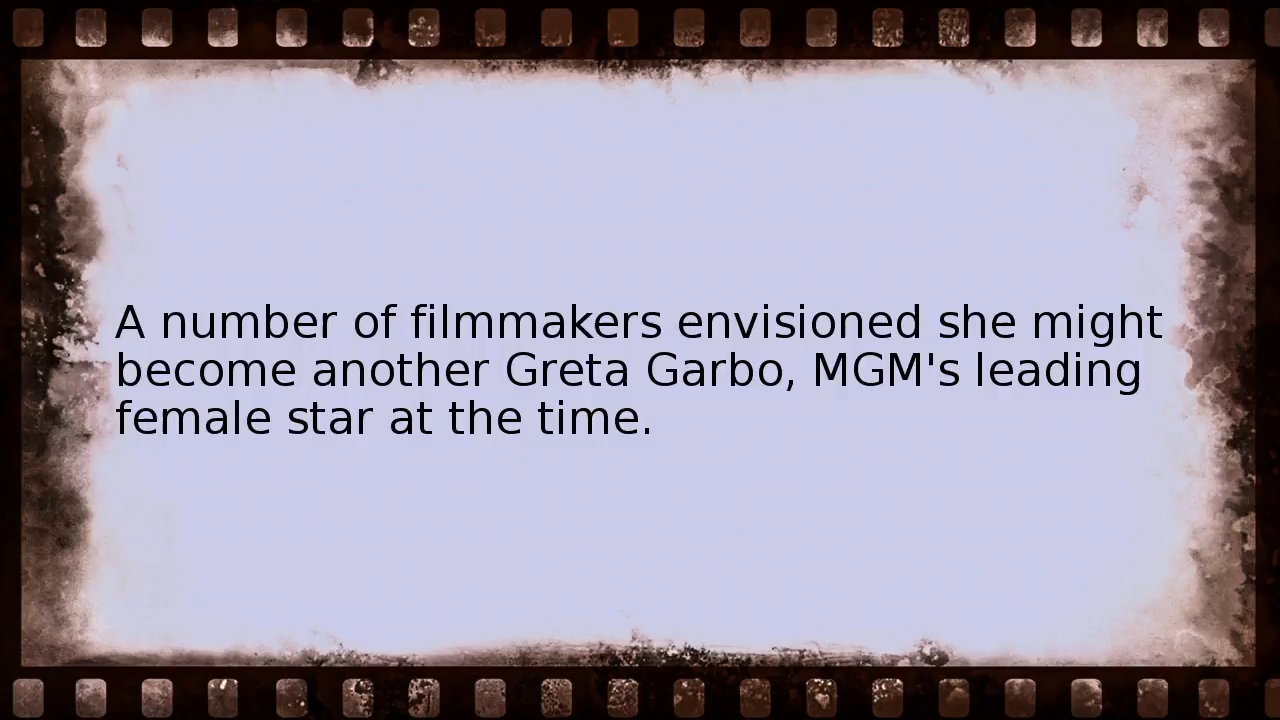 A number of filmmakers envisioned she might
become another Greta Garbo, MGM's leading
female star at the time.